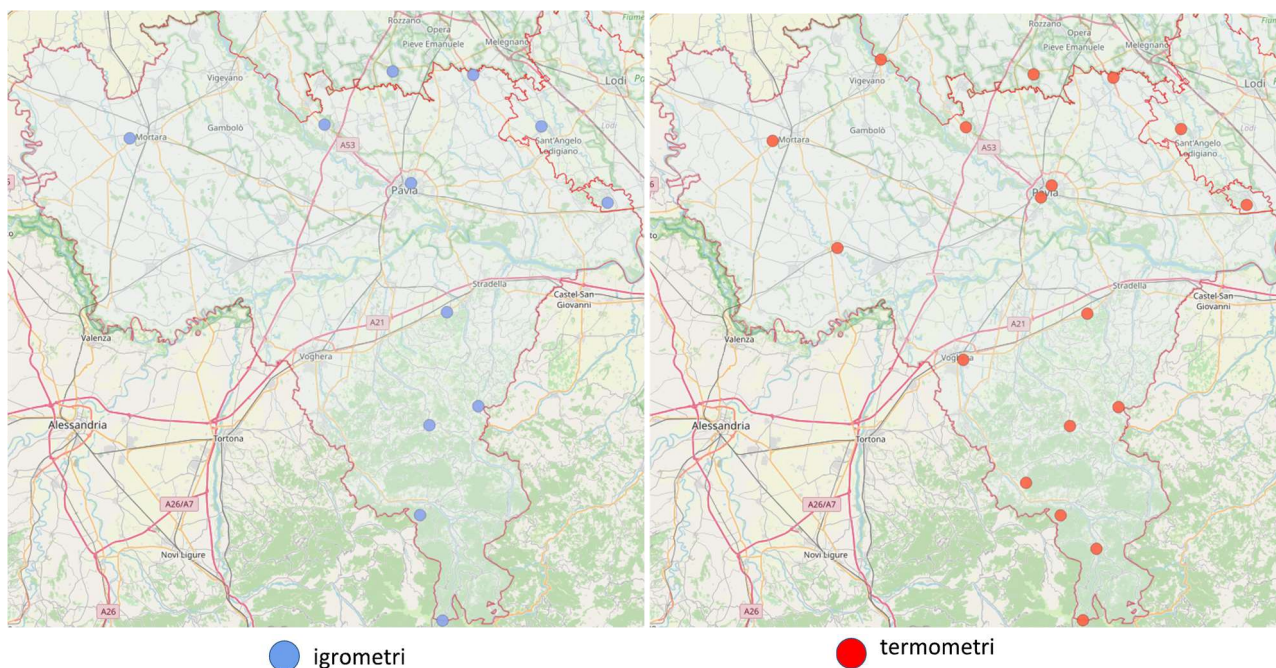 Rozzano
Opera
Pieve Emanuele
Melegnano
Vigevano
Lodi
Lodi
Mortara
Gambolò
A53
Sant'Angelo
Lodigiano
Pavia
Stradella
Castel San
Giovanni
A21
Valenza
Voghera
Alessandria
Tortona
A26/A7
Novi Ligure
A26
igrometri
Rozzano
Opera
Pieve Emanuele
Melegnano
Vigevano
Lodi
Lodi
Mortara
Gambolò
A53
Sant'Angelo
Lodigiano
Pavia
Stradella
Castel San
Giovanni
A21
Valenza
Voghera
Alessandria
Tortona
A26/A7
Novi Ligure
A26
termometri